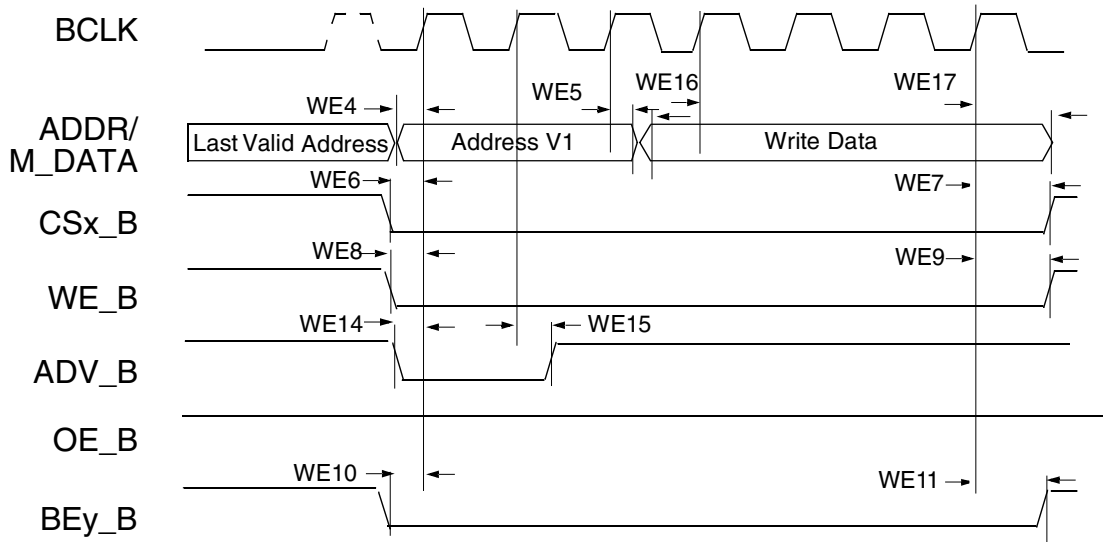 BCLK
WE4
WE5
WE16
WE17
ADDR/
M_DATA
Last Valid Address
Address V1
Write Data
WE6
WE7
CSx_B
WE8
WE9
WE_B
WE14
WE15
ADV_B
OE_B
WE10
WE11
BEy_B